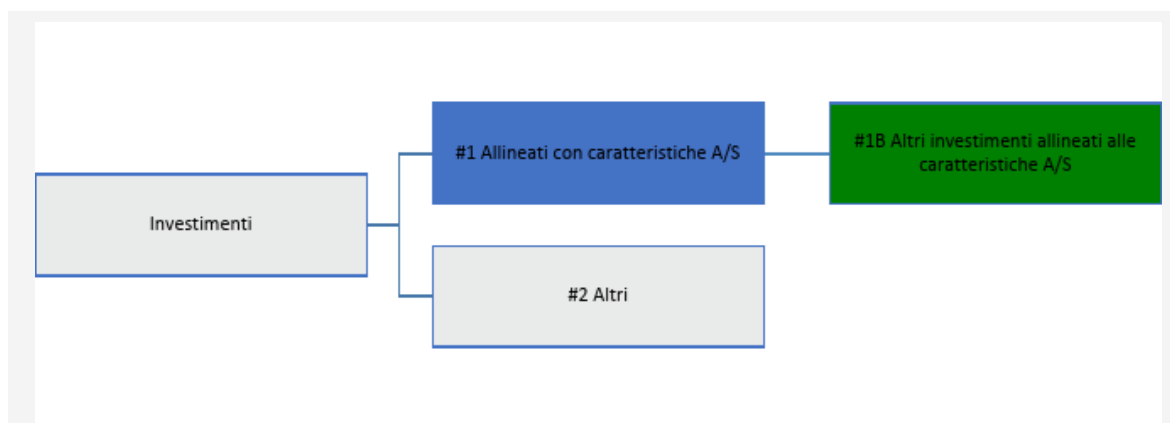 #1 Allineati con caratteristiche A/S
#1B Altri investimenti allineati alle
caratteristiche A/S
Investimenti
#2 Altri